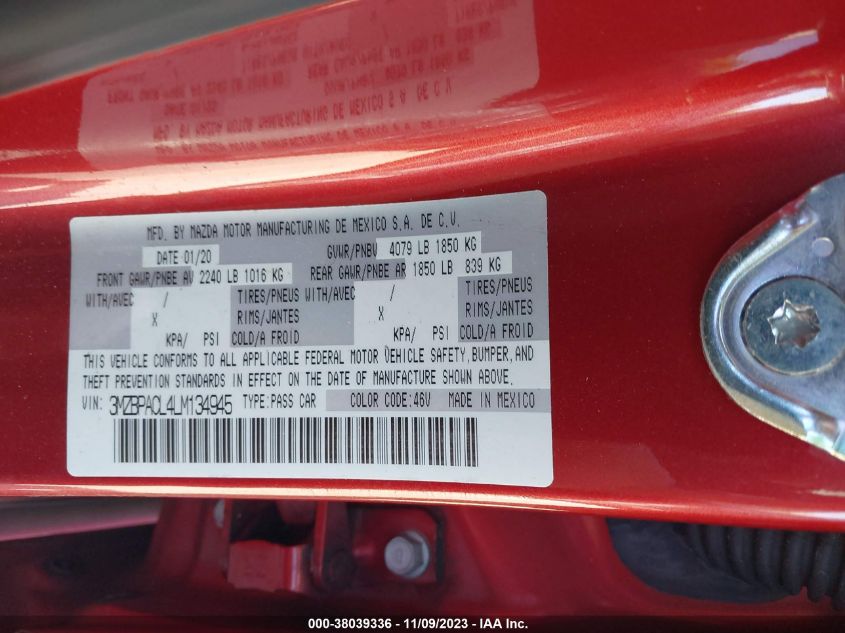 MFD. BY MAZDA MOTOR MANUFACTURING DE MEXICO S.A. DE C.V.
DATE 01/20 GVWR/PNBV 4079 LB 1850 KG
FRONT GAWR/PNBE AV 2240 LB 1016 KG REAR GAWR/PNBE AR 1850 LB 839 KG
WITH/AVEC / TIRES/PNEUS WITH/AVEC / TIRES/PNEUS
X RIMS/JANTES X RIMS/JANTES
KPA/ PSI COLD/A FROID KPA/ PSI COLD/A FROID
THIS VEHICLE CONFORMS TO ALL APPLICABLE FEDERAL MOTOR VEHICLE SAFETY, BUMPER, AND
THEFT PREVENTION STANDARDS IN EFFECT ON THE DATE OF MANUFACTURE SHOWN ABOVE.
VIN: 3MZBPACL4LM134945 TYPE:PASS CAR COLOR CODE:46V MADE IN MEXICO
000-38039336 - 11/09/2023 - IAA Inc.